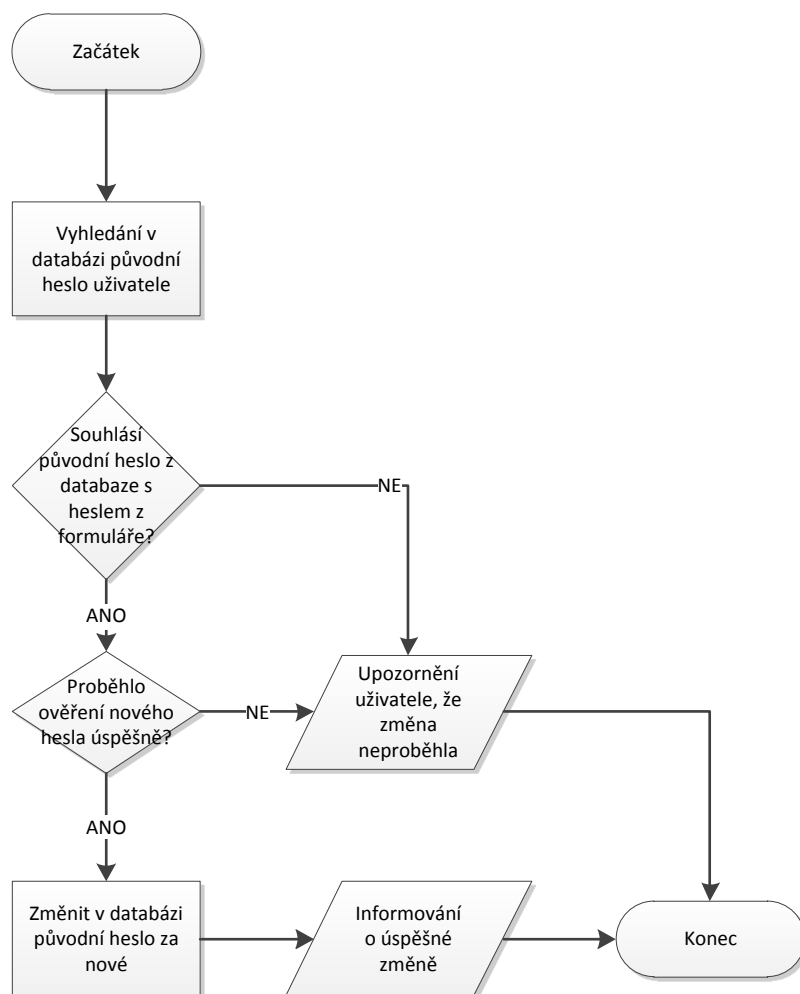 Začátek
Vyhledání v
databázi původní
heslo uživatele
Souhlásí
původní heslo z
databaze s
heslem z
formuláře?
NE
ANO
Proběhlo
ověření nového
hesla úspěšně?
NE
Upozornění
uživatele, že
změna
neproběhla
ANO
Změnit v databázi
původní heslo za
nové
Informování
o úspěšné
změně
Konec